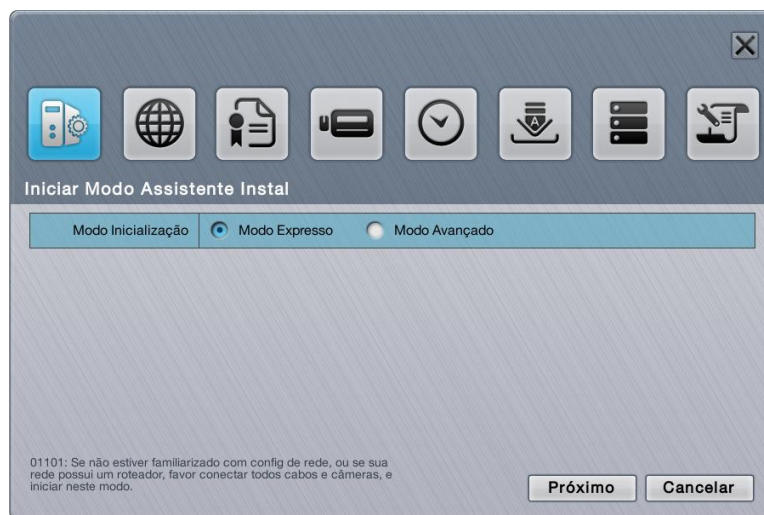 Iniciar Modo Assistente Instal
Modo Inicialização Modo Expresso Modo Avançado
01101: Se não estiver familiarizado com config de rede, ou se sua
rede possui um roteador, favor conectar todos cabos e câmeras, e
iniciar neste modo.
Próximo Cancelar